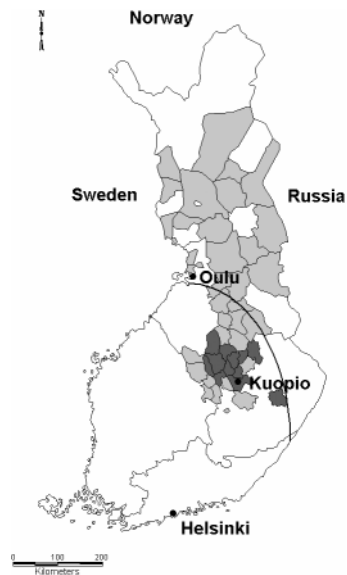 Norway
N
Sweden
Russia
Oulu
Kuopio
Helsinki
0 100 200
Kilometers